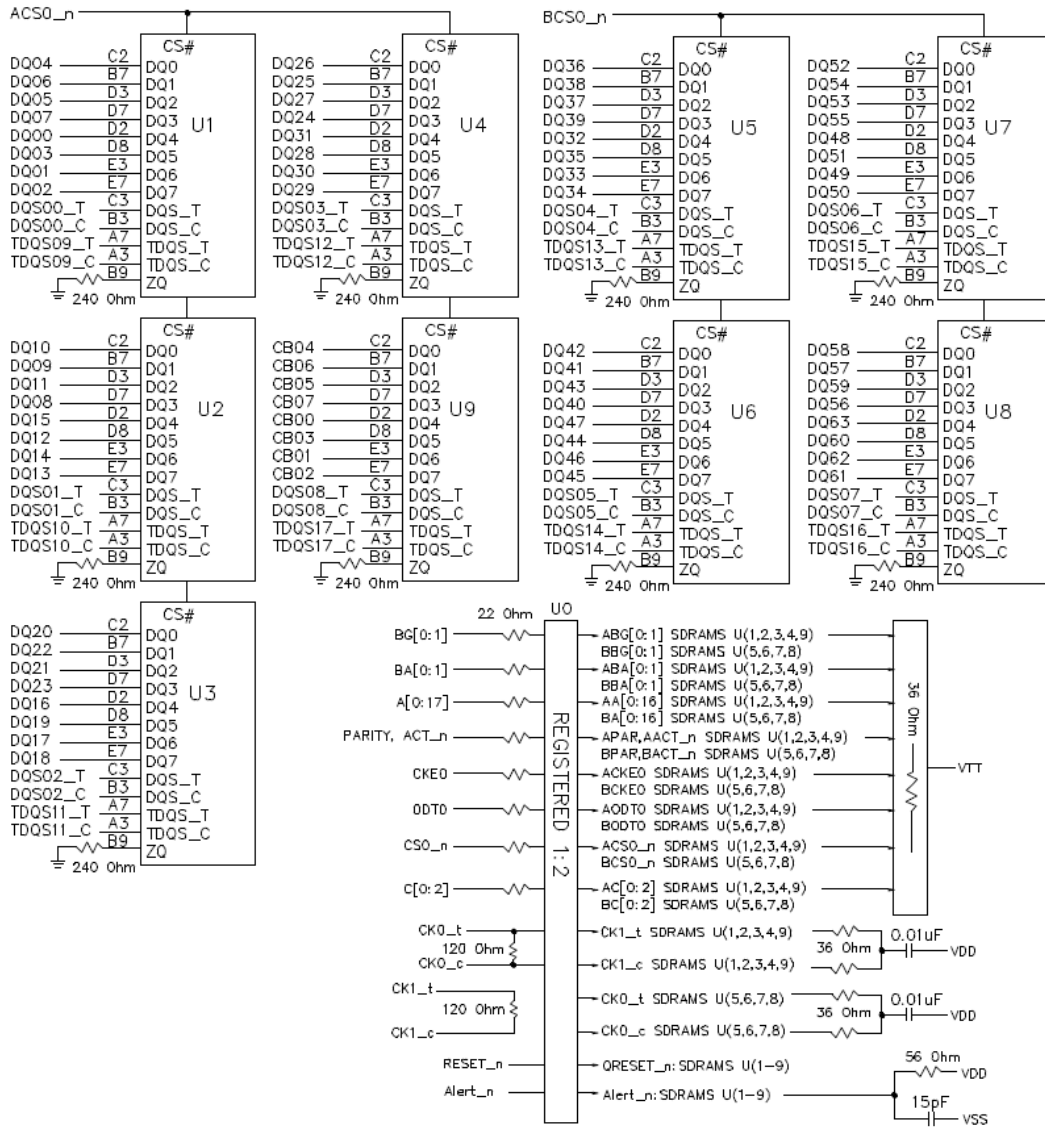 ACS0_n
CS#
DQ04 C2 DQ0
DQ06 B7 DQ1
DQ05 D3 DQ2
DQ07 D7 DQ3
U1
DQ00 D2 DQ4
DQ03 D8 DQ5
DQ01 E3 DQ6
DQ02 E7 DQ7
DQS00_T C3 DQS_T
DQS00_C B3 DQS_C
TDQS09_T A7 TDQS_T
TDQS09_C A3 TDQS_C
B9 ZQ
240 Ohm
CS#
DQ26 C2 DQ0
DQ25 B7 DQ1
DQ27 D3 DQ2
DQ24 D7 DQ3
U4
DQ31 D2 DQ4
DQ28 D8 DQ5
DQ30 E3 DQ6
DQ29 E7 DQ7
DQS03_T C3 DQS_T
DQS03_C B3 DQS_C
TDQS12_T A7 TDQS_T
TDQS12_C A3 TDQS_C
B9 ZQ
240 Ohm
BCS0_n
CS#
DQ36 C2 DQ0
DQ38 B7 DQ1
DQ37 D3 DQ2
DQ39 D7 DQ3
U5
DQ32 D2 DQ4
DQ35 D8 DQ5
DQ33 E3 DQ6
DQ34 E7 DQ7
DQS04_T C3 DQS_T
DQS04_C B3 DQS_C
TDQS13_T A7 TDQS_T
TDQS13_C A3 TDQS_C
B9 ZQ
240 Ohm
CS#
DQ52 C2 DQ0
DQ54 B7 DQ1
DQ53 D3 DQ2
DQ55 D7 DQ3
U7
DQ48 D2 DQ4
DQ51 D8 DQ5
DQ49 E3 DQ6
DQ50 E7 DQ7
DQS06_T C3 DQS_T
DQS06_C B3 DQS_C
TDQS15_T A7 TDQS_T
TDQS15_C A3 TDQS_C
B9 ZQ
240 Ohm
CS#
DQ10 C2 DQ0
DQ09 B7 DQ1
DQ11 D3 DQ2
DQ08 D7 DQ3
U2
DQ15 D2 DQ4
DQ12 D8 DQ5
DQ14 E3 DQ6
DQ13 E7 DQ7
DQS01_T C3 DQS_T
DQS01_C B3 DQS_C
TDQS10_T A7 TDQS_T
TDQS10_C A3 TDQS_C
B9 ZQ
240 Ohm
CS#
CB04 C2 DQ0
CB06 B7 DQ1
CB05 D3 DQ2
CB07 D7 DQ3
U9
CB00 D2 DQ4
CB03 D8 DQ5
CB01 E3 DQ6
CB02 E7 DQ7
DQS08_T C3 DQS_T
DQS08_C B3 DQS_C
TDQS17_T A7 TDQS_T
TDQS17_C A3 TDQS_C
B9 ZQ
240 Ohm
CS#
DQ42 C2 DQ0
DQ41 B7 DQ1
DQ43 D3 DQ2
DQ40 D7 DQ3
U6
DQ47 D2 DQ4
DQ44 D8 DQ5
DQ46 E3 DQ6
DQ45 E7 DQ7
DQS05_T C3 DQS_T
DQS05_C B3 DQS_C
TDQS14_T A7 TDQS_T
TDQS14_C A3 TDQS_C
B9 ZQ
240 Ohm
CS#
DQ58 C2 DQ0
DQ57 B7 DQ1
DQ59 D3 DQ2
DQ56 D7 DQ3
U8
DQ63 D2 DQ4
DQ60 D8 DQ5
DQ62 E3 DQ6
DQ61 E7 DQ7
DQS07_T C3 DQS_T
DQS07_C B3 DQS_C
TDQS16_T A7 TDQS_T
TDQS16_C A3 TDQS_C
B9 ZQ
240 Ohm
CS#
DQ20 C2 DQ0
DQ22 B7 DQ1
DQ21 D3 DQ2
DQ23 D7 DQ3
U3
DQ16 D2 DQ4
DQ19 D8 DQ5
DQ17 E3 DQ6
DQ18 E7 DQ7
DQS02_T C3 DQS_T
DQS02_C B3 DQS_C
TDQS11_T A7 TDQS_T
TDQS11_C A3 TDQS_C
B9 ZQ
240 Ohm
22 Ohm
U0
REGISTERED 1:2
BG[0:1]
ABG[0:1] SDRAMS U(1,2,3,4,9)
BBG[0:1] SDRAMS U(5,6,7,8)
BA[0:1]
ABA[0:1] SDRAMS U(1,2,3,4,9)
BBA[0:1] SDRAMS U(5,6,7,8)
A[0:17]
AA[0:16] SDRAMS U(1,2,3,4,9)
BA[0:16] SDRAMS U(5,6,7,8)
PARITY, ACT_n
APAR,AACT_n SDRAMS U(1,2,3,4,9)
BPAR,BACT_n SDRAMS U(5,6,7,8)
CKE0
ACKE0 SDRAMS U(1,2,3,4,9)
BCKE0 SDRAMS U(5,6,7,8)
ODT0
AODT0 SDRAMS U(1,2,3,4,9)
BODT0 SDRAMS U(5,6,7,8)
CS0_n
ACS0_n SDRAMS U(1,2,3,4,9)
BCS0_n SDRAMS U(5,6,7,8)
C[0:2]
AC[0:2] SDRAMS U(1,2,3,4,9)
BC[0:2] SDRAMS U(5,6,7,8)
36 Ohm
VTT
CK0_t
120 Ohm
CK0_c
CK1_t SDRAMS U(1,2,3,4,9)
36 Ohm
0.01uF
VDD
CK1_c SDRAMS U(1,2,3,4,9)
CK1_t
120 Ohm
CK1_c
CK0_t SDRAMS U(5,6,7,8)
36 Ohm
0.01uF
VDD
CK0_c SDRAMS U(5,6,7,8)
RESET_n
QRESET_n: SDRAMS U(1-9)
Alert_n
Alert_n: SDRAMS U(1-9)
56 Ohm
VDD
15pF
VSS